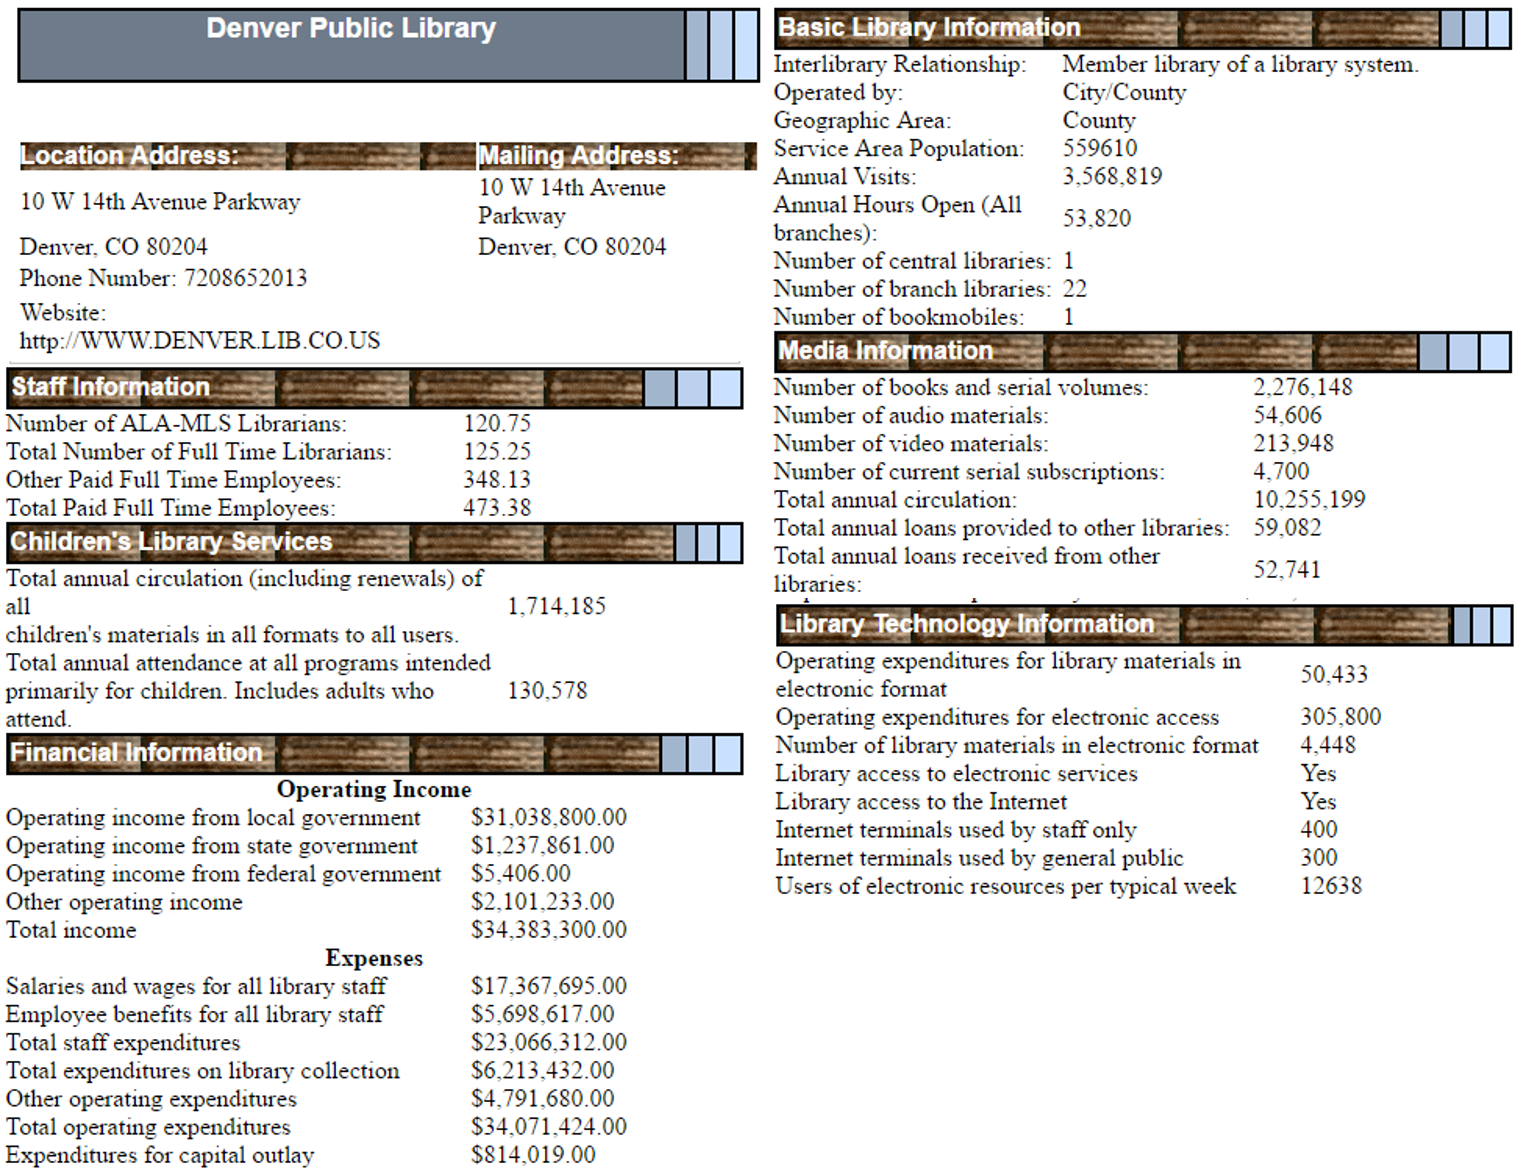 Denver Public Library
Location Address:
10 W 14th Avenue Parkway
Denver, CO 80204
Phone Number: 7208652013
Website:
http://WWW.DENVER.LIB.CO.US
Mailing Address:
10 W 14th Avenue
Parkway
Denver, CO 80204
Staff Information
Number of ALA-MLS Librarians: 120.75
Total Number of Full Time Librarians: 125.25
Other Paid Full Time Employees: 348.13
Total Paid Full Time Employees: 473.38
Children's Library Services
Total annual circulation (including renewals) of
all
children's materials in all formats to all users. 1,714,185
Total annual attendance at all programs intended
primarily for children. Includes adults who 130,578
attend.
Financial Information
Operating Income
Operating income from local government $31,038,800.00
Operating income from state government $1,237,861.00
Operating income from federal government $5,406.00
Other operating income $2,101,233.00
Total income $34,383,300.00
Expenses
Salaries and wages for all library staff $17,367,695.00
Employee benefits for all library staff $5,698,617.00
Total staff expenditures $23,066,312.00
Total expenditures on library collection $6,213,432.00
Other operating expenditures $4,791,680.00
Total operating expenditures $34,071,424.00
Expenditures for capital outlay $814,019.00
Basic Library Information
Interlibrary Relationship: Member library of a library system.
Operated by: City/County
Geographic Area: County
Service Area Population: 559610
Annual Visits: 3,568,819
Annual Hours Open (All
branches): 53,820
Number of central libraries: 1
Number of branch libraries: 22
Number of bookmobiles: 1
Media Information
Number of books and serial volumes: 2,276,148
Number of audio materials: 54,606
Number of video materials: 213,948
Number of current serial subscriptions: 4,700
Total annual circulation: 10,255,199
Total annual loans provided to other libraries: 59,082
Total annual loans received from other
libraries: 52,741
Library Technology Information
Operating expenditures for library materials in
electronic format 50,433
Operating expenditures for electronic access 305,800
Number of library materials in electronic format 4,448
Library access to electronic services Yes
Library access to the Internet Yes
Internet terminals used by staff only 400
Internet terminals used by general public 300
Users of electronic resources per typical week 12638